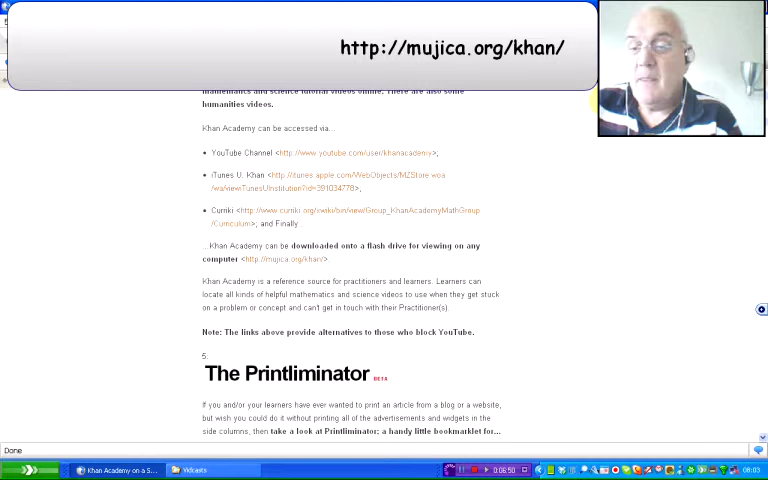 http://mujica.org/khan/
mathematics and science tutorial videos online. There are also some
humanities videos.
Khan Academy can be accessed via...
YouTube Channel <http://www.youtube.com/user/khanacademy>;
iTunes U. Khan <http://itunes.apple.com/WebObjects/MZStore.woa
/wa/viewiTunesUInstitution?id=391034778>;
Curriki <http://www.curriki.org/xwiki/bin/view/Group_KhanAcademyMathGroup
/Curriculum>; and Finally
...Khan Academy can be downloaded onto a flash drive for viewing on any
computer <http://mujica.org/khan/>.
Khan Academy is a reference source for practitioners and learners. Learners can
locate all kinds of helpful mathematics and science videos to use when they get stuck
on a problem or concept and can't get in touch with their Practitioner(s).
Note: The links above provide alternatives to those who block YouTube.
5:
The Printliminator BETA
If you and/or your learners have ever wanted to print an article from a blog or a website,
but wish you could do it without printing all of the advertisements and widgets in the
side columns, then take a look at Printliminator; a handy little bookmarklet for...
Done
Khan Academy on a S...
Vidcasts
0:06:50
08:03